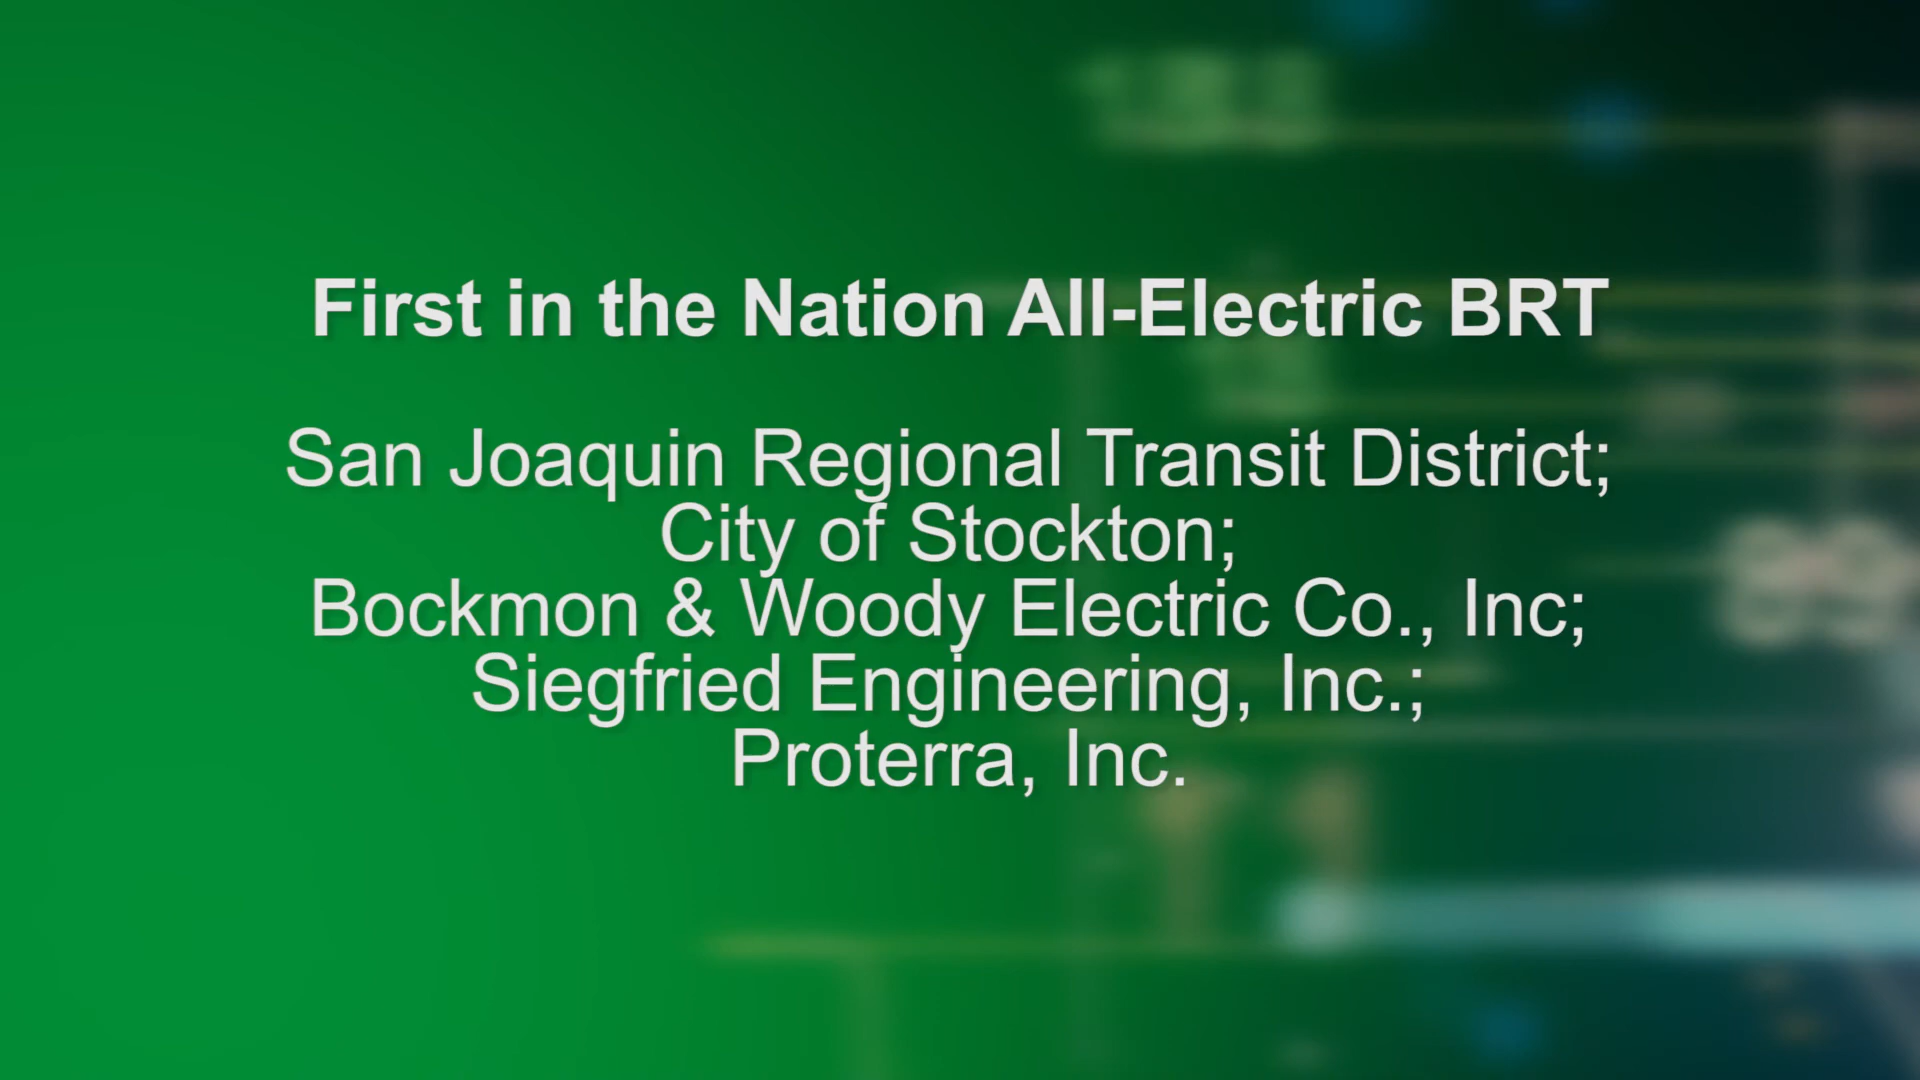 First in the Nation All-Electric BRT
San Joaquin Regional Transit District;
City of Stockton;
Bockmon & Woody Electric Co., Inc;
Siegfried Engineering, Inc.;
Proterra, Inc.